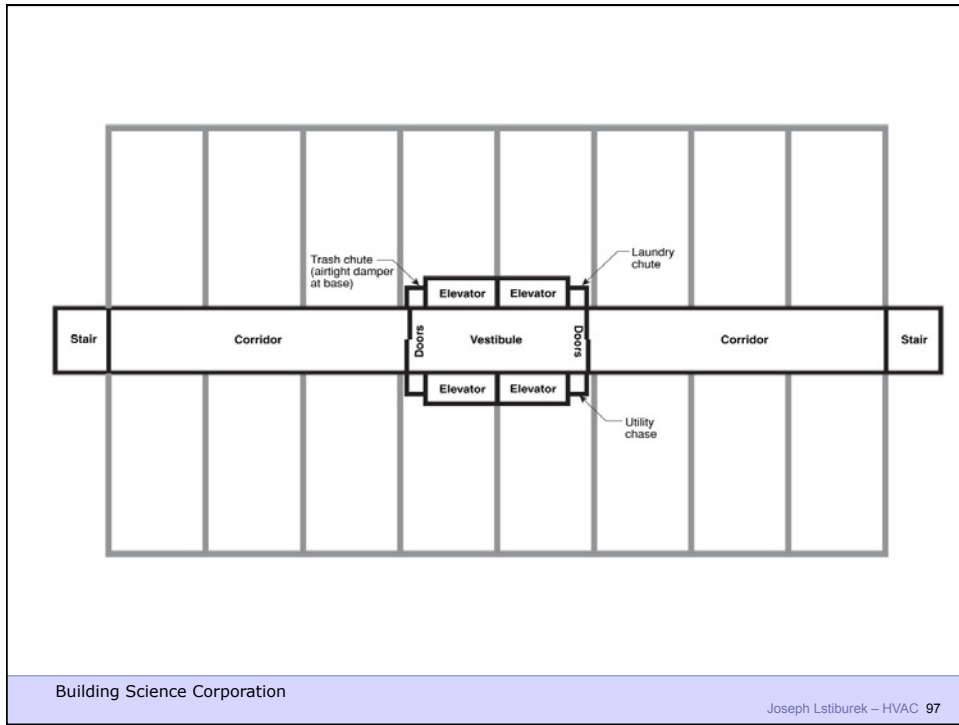 Trash chute
(airtight damper
at base)
Laundry
chute
Elevator
Elevator
Stair
Corridor
Doors
Vestibule
Doors
Corridor
Stair
Elevator
Elevator
Utility
chase
Building Science Corporation
Joseph Lstiburek – HVAC 97